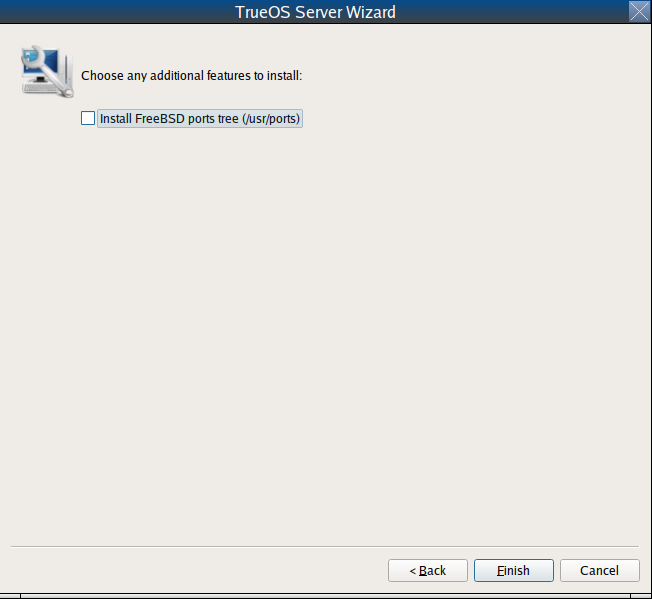 TrueOS Server Wizard
Choose any additional features to install:
Install FreeBSD ports tree (/usr/ports)
< Back
Finish
Cancel